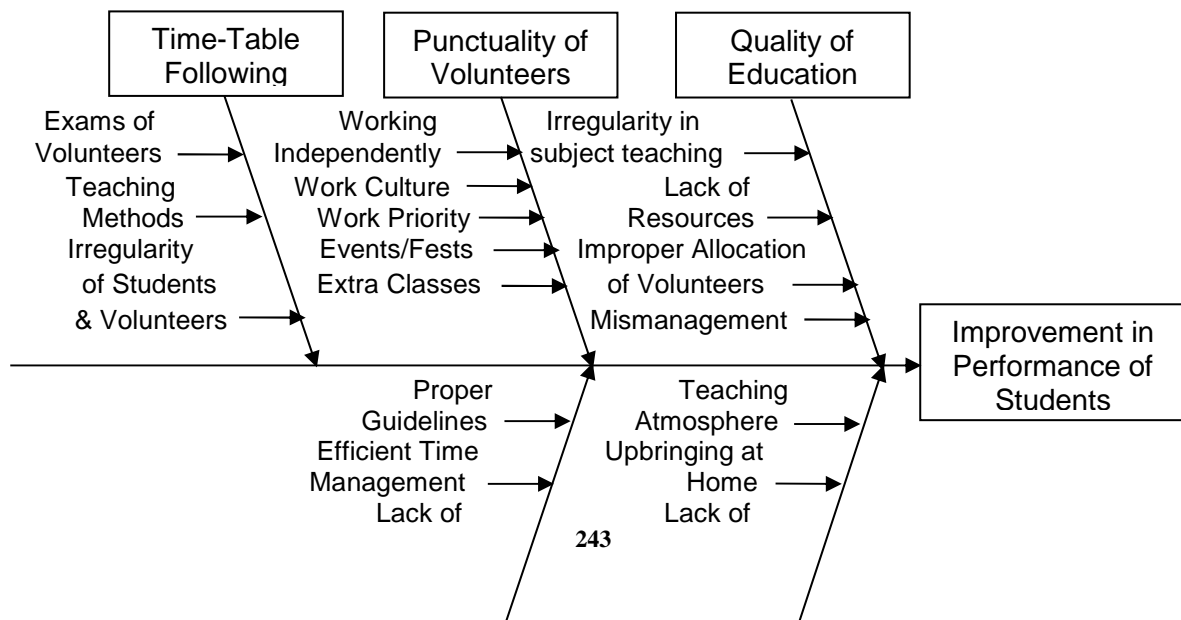 Time-Table
Following
Punctuality of
Volunteers
Quality of
Education
Exams of
Volunteers
Teaching
Methods
Irregularity
of Students
& Volunteers
Working
Independently
Work Culture
Work Priority
Events/Fests
Extra Classes
Irregularity in
subject teaching
Lack of
Resources
Improper Allocation
of Volunteers
Mismanagement
Improvement in
Performance of
Students
Proper
Guidelines
Efficient Time
Management
Lack of
Teaching
Atmosphere
Upbringing at
Home
Lack of
243